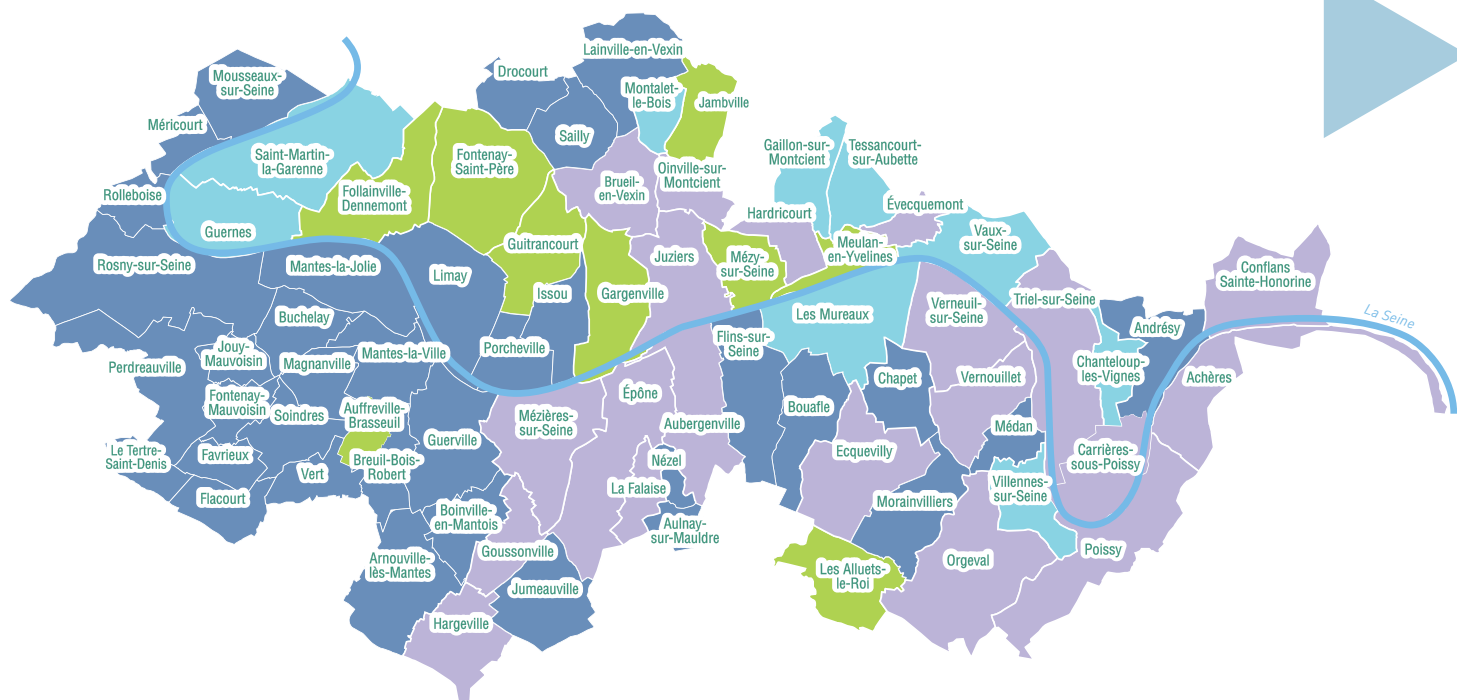 Lainville-en-Vexin
Drocourt
Mousseaux-
sur-Seine
Montalet-
le-Bois
Jambville
Méricourt
Sailly
Saint-Martin-
la-Garenne
Fontenay-
Saint-Père
Gaillon-sur-
Montcient
Tessancourt-
sur-Aubette
Oinville-sur-
Montcient
Brueil-
en-Vexin
Rolleboise
Follainville-
Dennemont
Évecquemont
Hardricourt
Guernes
Guitrancourt
Meulan-
en-Yvelines
Vaux-
sur-Seine
Rosny-sur-Seine
Mantes-la-Jolie
Limay
Juziers
Mézy-
sur-Seine
Conflans
Sainte-Honorine
Issou
Gargenville
Triel-sur-Seine
Verneuil-
sur-Seine
Buchelay
Les Mureaux
La Seine
Andrésy
Flins-sur-
Seine
Jouy-
Mauvoisin
Mantes-la-Ville
Porcheville
Perdreauville
Magnanville
Chanteloup-
les-Vignes
Achères
Chapet
Vernouillet
Épône
Fontenay-
Mauvoisin
Soindres
Auffreville-
Brasseuil
Bouafle
Mézières-
sur-Seine
Aubergenville
Médan
Guerville
Le Tertre-
Saint-Denis
Favrieux
Ecquevilly
Carrières-
sous-Poissy
Breuil-Bois-
Robert
Nézel
Vert
Villennes-
sur-Seine
La Falaise
Flacourt
Morainvilliers
Boinville-
en-Mantois
Aulnay-
sur-Mauldre
Goussonville
Poissy
Orgeval
Arnouville-
lès-Mantes
Les Alluets-
le-Roi
Jumeauville
Hargeville